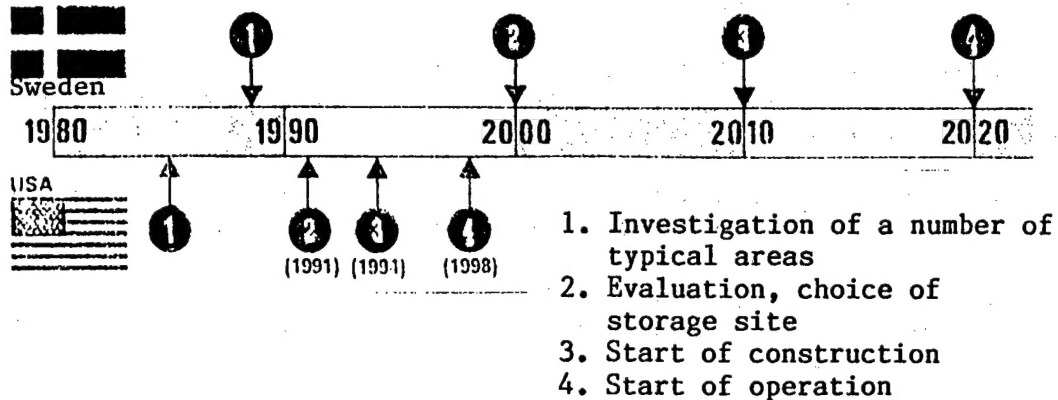 1 2 3 4
Sweden
1980 1990 2000 2010 2020
USA
1 2 3 4
(1991) (1994) (1998)
1. Investigation of a number of
typical areas
2. Evaluation, choice of
storage site
3. Start of construction
4. Start of operation